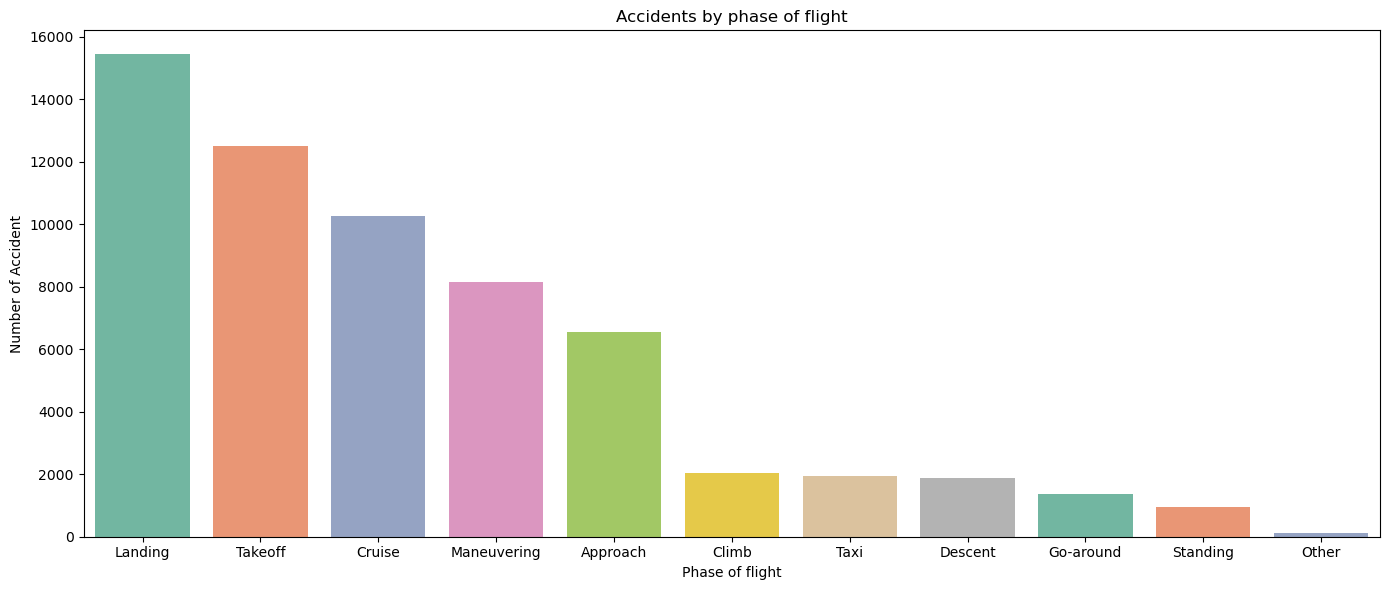 Accidents by phase of flight
16000
14000
12000
10000
8000
6000
4000
2000
0
Number of Accident
Landing Takeoff Cruise Maneuvering Approach Climb Taxi Descent Go-around Standing Other
Phase of flight